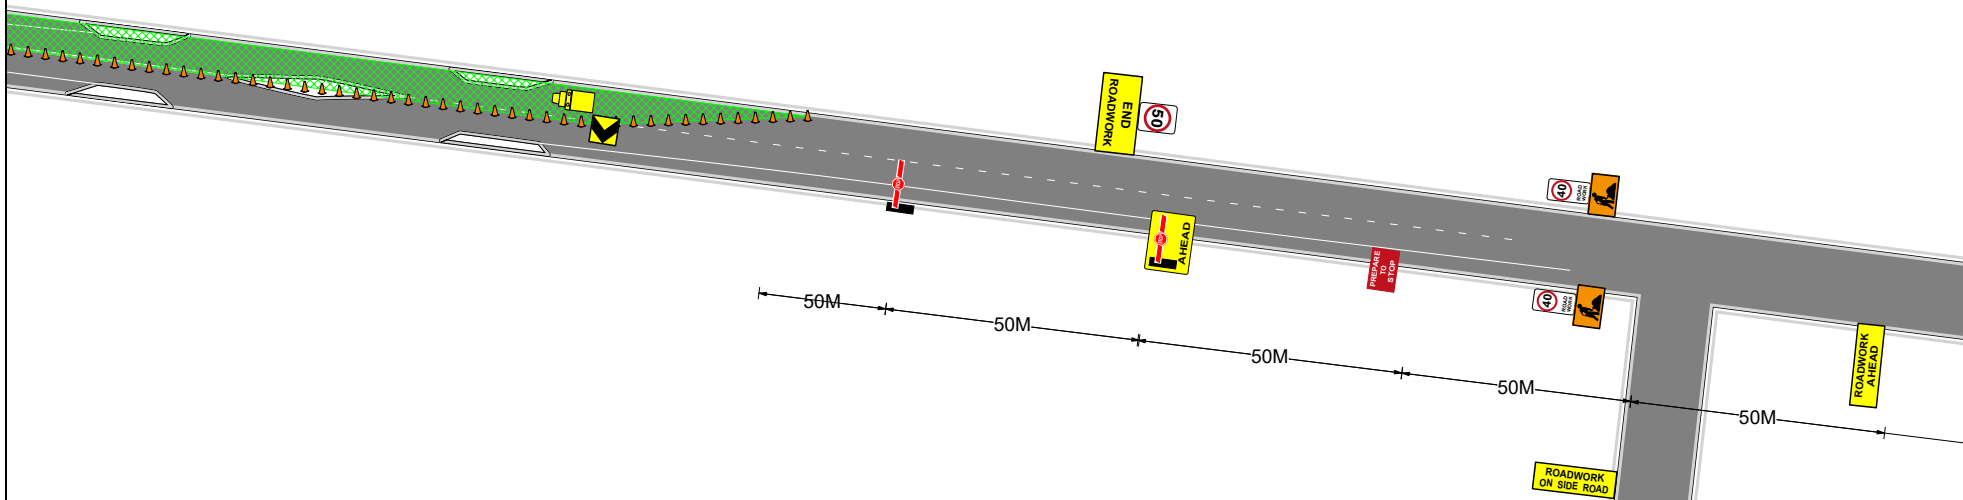 END
ROADWORK
50
40
ROAD
WORK
AHEAD
PREPARE
TO
STOP
40
ROAD
WORK
50M
50M
50M
50M
50M
ROADWORK
AHEAD
ROADWORK
ON SIDE ROAD